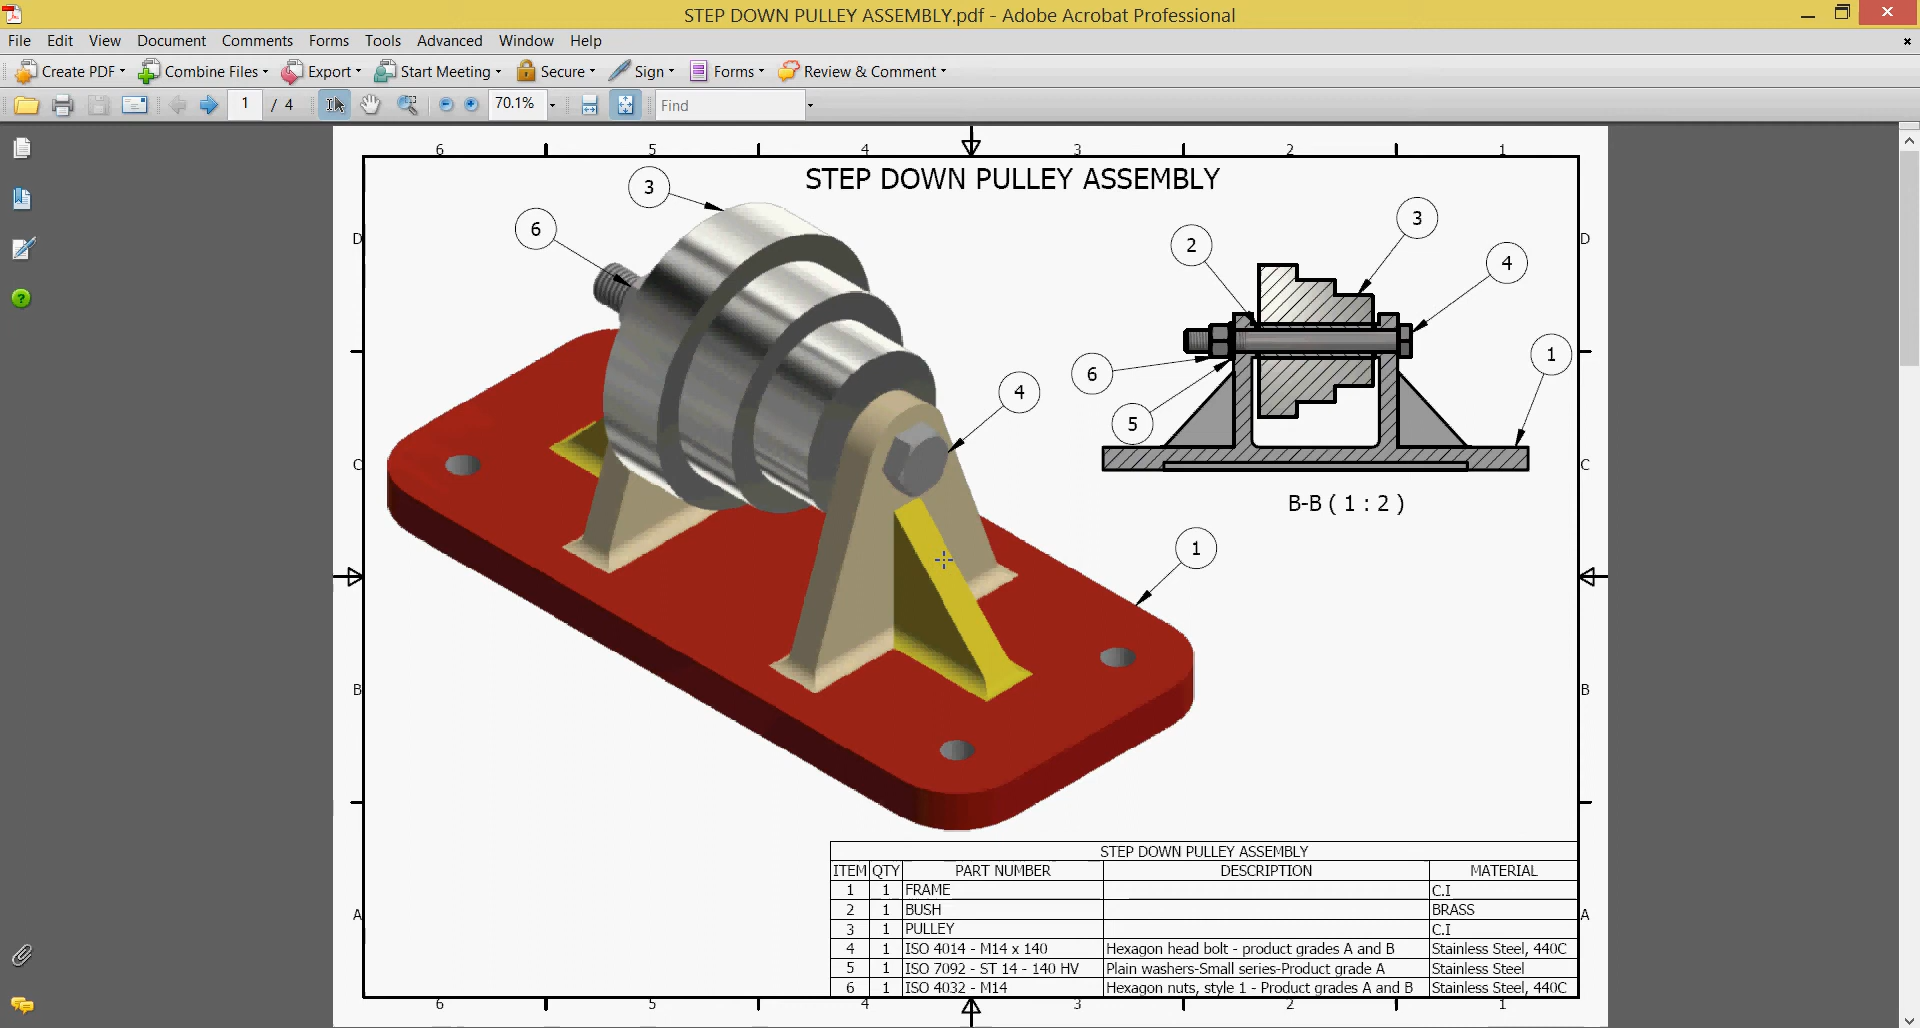 STEP DOWN PULLEY ASSEMBLY.pdf - Adobe Acrobat Professional
File Edit View Document Comments Forms Tools Advanced Window Help
Create PDF Combine Files Export Start Meeting Secure Sign Forms Review & Comment
1 / 4 70.1% Find
6 5 4 3 2 1
STEP DOWN PULLEY ASSEMBLY
3
6
D
2
3
4
D
6
5
1
4
C
C
B-B ( 1 : 2 )
1
B
B
STEP DOWN PULLEY ASSEMBLY
ITEM QTY PART NUMBER DESCRIPTION MATERIAL
1 1 FRAME C.I
2 1 BUSH BRASS
3 1 PULLEY C.I
4 1 ISO 4014 - M14 x 140 Hexagon head bolt - product grades A and B Stainless Steel, 440C
5 1 ISO 7092 - ST 14 - 140 HV Plain washers-Small series-Product grade A Stainless Steel
6 1 ISO 4032 - M14 Hexagon nuts, style 1 - Product grades A and B Stainless Steel, 440C
A
A
6 5 4 3 2 1